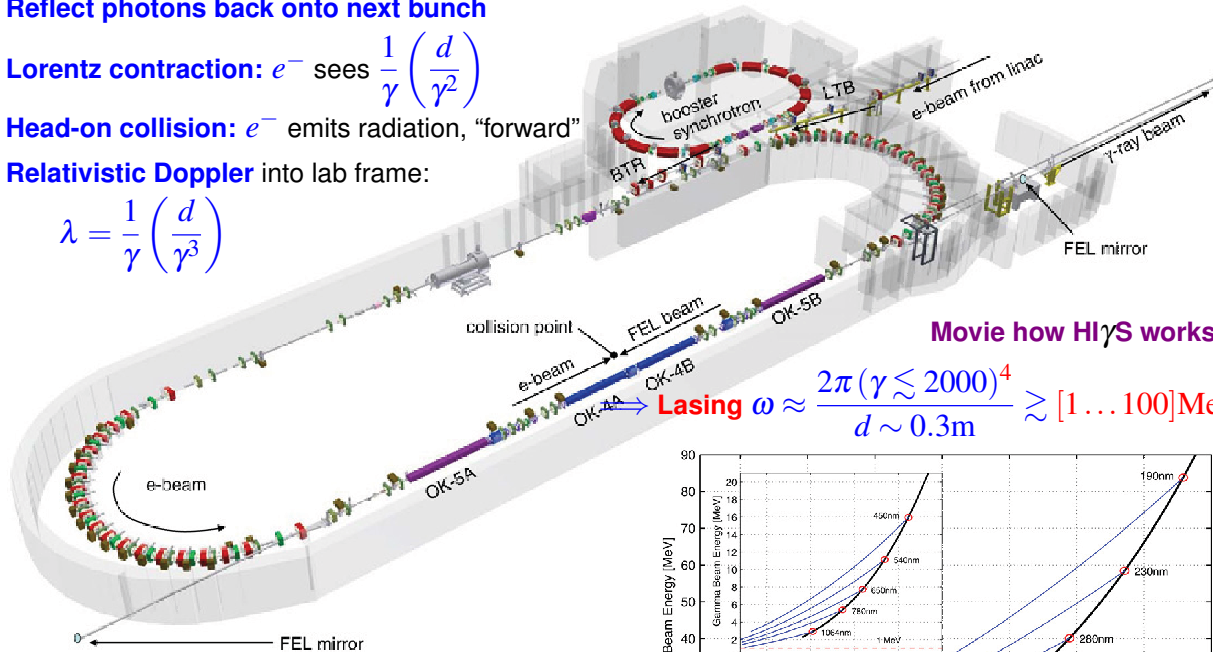 Reflect photons back onto next bunch
Lorentz contraction: e⁻ sees 1/γ (d/γ²)
Head-on collision: e⁻ emits radiation, “forward”
Relativistic Doppler into lab frame:
λ = 1/γ (d/γ³)
booster
synchrotron
LTB
e-beam from linac
BTR
γ-ray beam
FEL mirror
OK-5B
FEL beam
collision point
e-beam
OK-4B
OK-4A
OK-5A
e-beam
FEL mirror
Movie how HIγS works
⟹ Lasing ω ≈ 2π (γ ≲ 2000)⁴ / d ∼ 0.3m ≳ [1…100]Me
90
80
70
60
50
40
Beam Energy [MeV]
20
18
16
14
12
10
8
6
4
2
Gamma Beam Energy [MeV]
450nm
540nm
650nm
780nm
1064nm
1 MeV
190nm
230nm
280nm